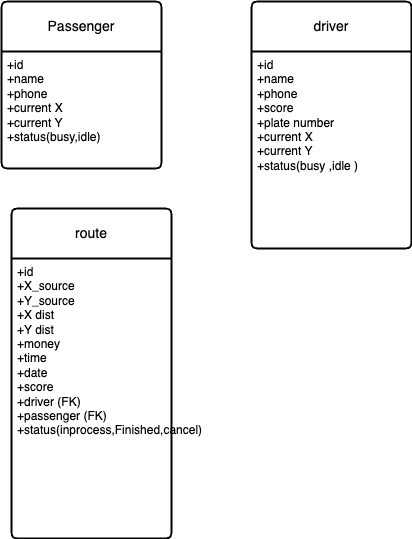 Passenger
+id
+name
+phone
+current X
+current Y
+status(busy,idle)
driver
+id
+name
+phone
+score
+plate number
+current X
+current Y
+status(busy ,idle )
route
+id
+X_source
+Y_source
+X dist
+Y dist
+money
+time
+date
+score
+driver (FK)
+passenger (FK)
+status(inprocess,Finished,cancel)